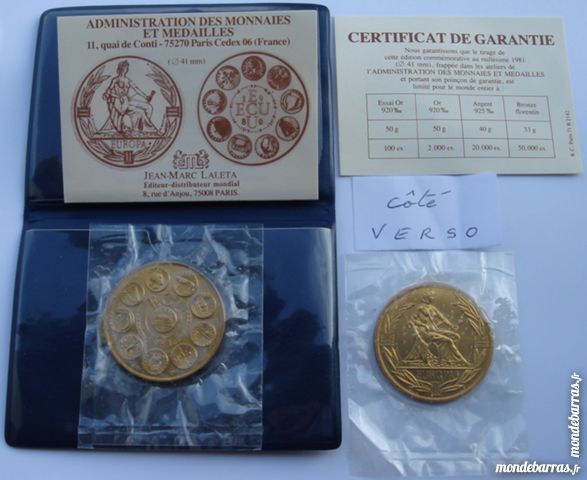 ADMINISTRATION DES MONNAIES
ET MEDAILLES
11, quai de Conti - 75270 Paris Cedex 06 (France)
(∅ 41 mm)
EUROPA
ECU
JEAN-MARC LALETA
Editeur-distributeur mondial
8, rue d'Anjou, 75008 PARIS.
CERTIFICAT DE GARANTIE
Nous garantissons que le tirage de
cette édition commémorative au millésime 1981
(∅ 41 mm), frappée dans les ateliers de
l'ADMINISTRATION DES MONNAIES ET MEDAILLES
et portant son poinçon de garantie, est
limité pour le monde entier à :
Essai Or Or Argent Bronze
920‰ 920‰ 925‰ florentin
50 g 50 g 40 g 33 g
100 ex. 2.000 ex. 20.000 ex. 50.000 ex.
côté
VERSO
mondebarras.fr
mondebarras.fr